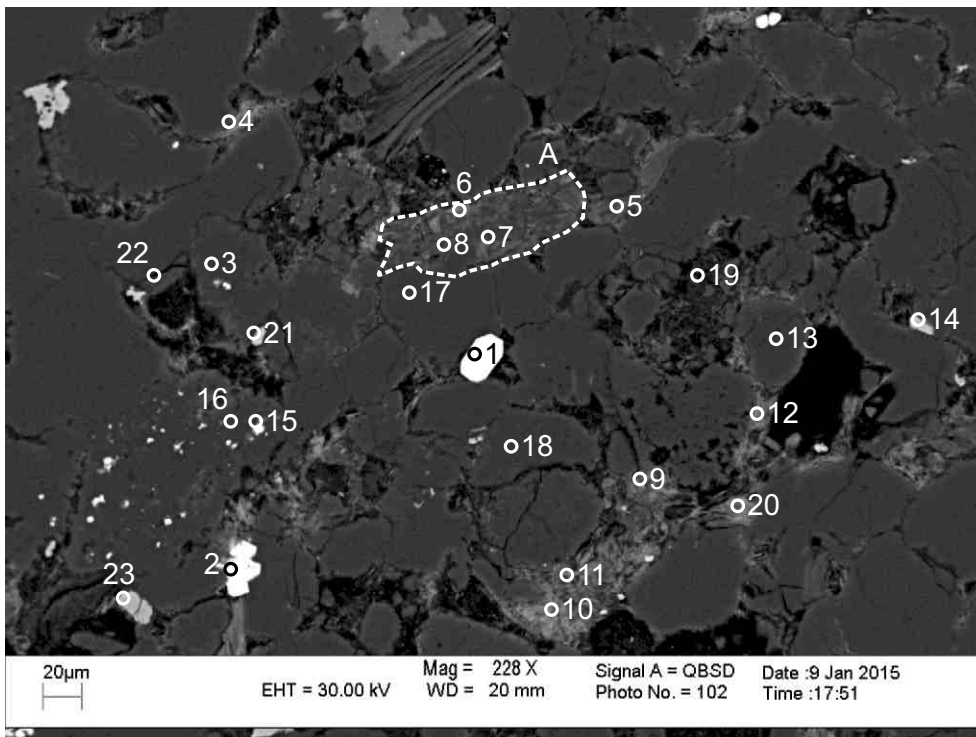 4
A
6
5
8
7
22
3
19
17
21
14
13
1
16
15
12
18
9
20
2
11
23
10
20µm
EHT = 30.00 kV
Mag = 228 X
WD = 20 mm
Signal A = QBSD
Photo No. = 102
Date :9 Jan 2015
Time :17:51